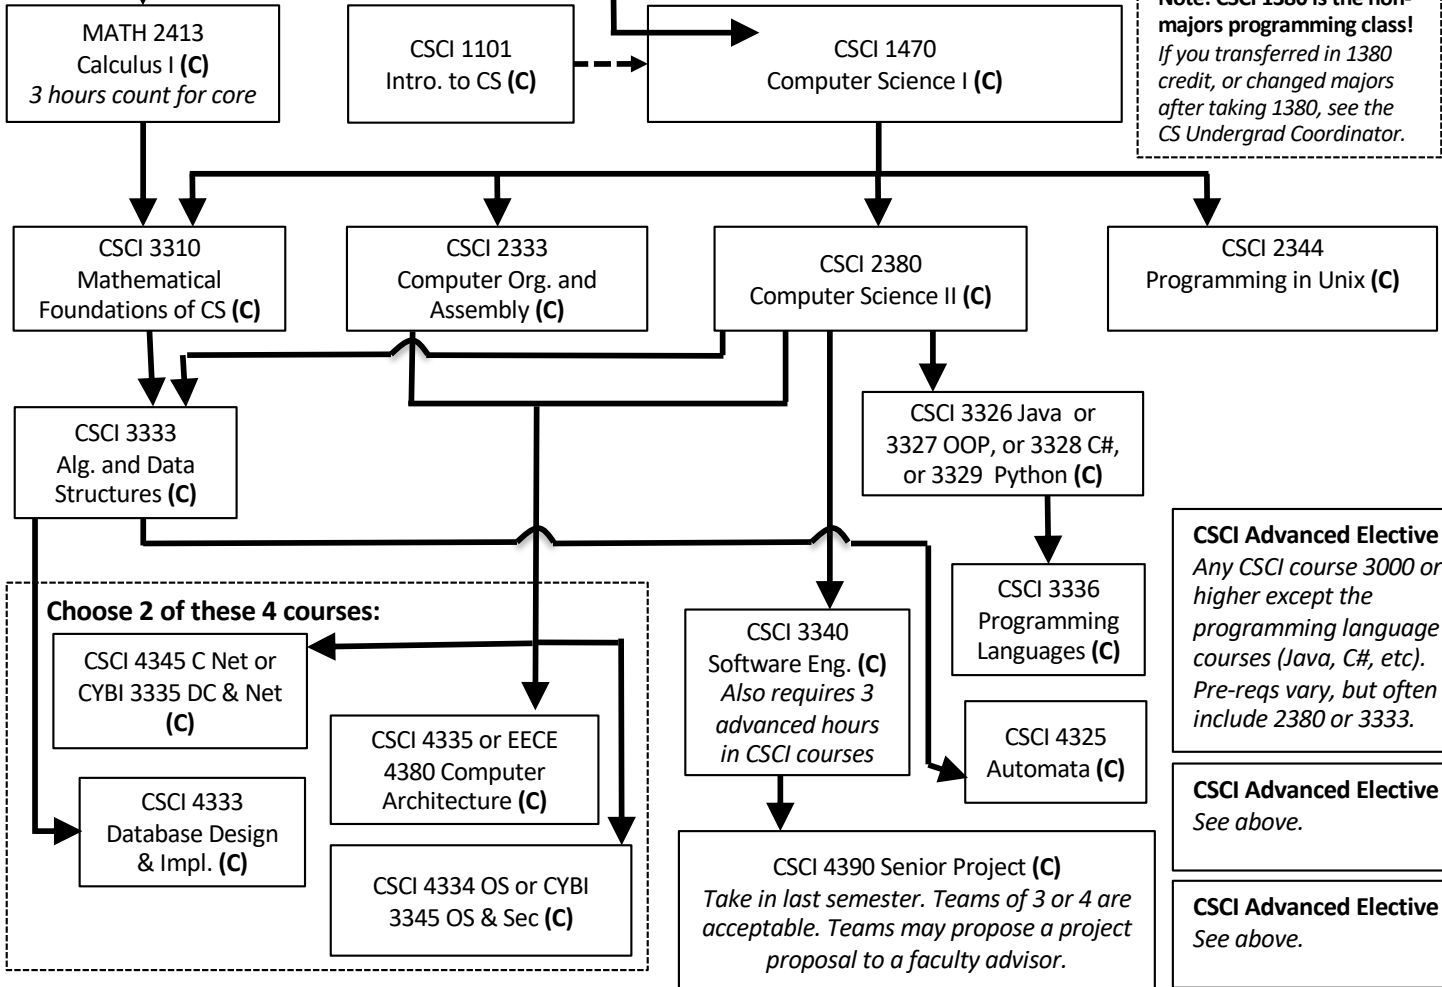 Note: CSCI 1380 is the non-
majors programming class!
If you transferred in 1380
credit, or changed majors
after taking 1380, see the
CS Undergrad Coordinator.
MATH 2413
Calculus I (C)
3 hours count for core
CSCI 1101
Intro. to CS (C)
CSCI 1470
Computer Science I (C)
CSCI 3310
Mathematical
Foundations of CS (C)
CSCI 2333
Computer Org. and
Assembly (C)
CSCI 2380
Computer Science II (C)
CSCI 2344
Programming in Unix (C)
CSCI 3333
Alg. and Data
Structures (C)
CSCI 3326 Java or
3327 OOP, or 3328 C#,
or 3329 Python (C)
CSCI 3336
Programming
Languages (C)
CSCI Advanced Elective
Any CSCI course 3000 or
higher except the
programming language
courses (Java, C#, etc).
Pre-reqs vary, but often
include 2380 or 3333.
Choose 2 of these 4 courses:
CSCI 4345 C Net or
CYBI 3335 DC & Net
(C)
CSCI 4335 or EECE
4380 Computer
Architecture (C)
CSCI 4333
Database Design
& Impl. (C)
CSCI 4334 OS or CYBI
3345 OS & Sec (C)
CSCI 3340
Software Eng. (C)
Also requires 3
advanced hours
in CSCI courses
CSCI 4325
Automata (C)
CSCI Advanced Elective
See above.
CSCI 4390 Senior Project (C)
Take in last semester. Teams of 3 or 4 are
acceptable. Teams may propose a project
proposal to a faculty advisor.
CSCI Advanced Elective
See above.